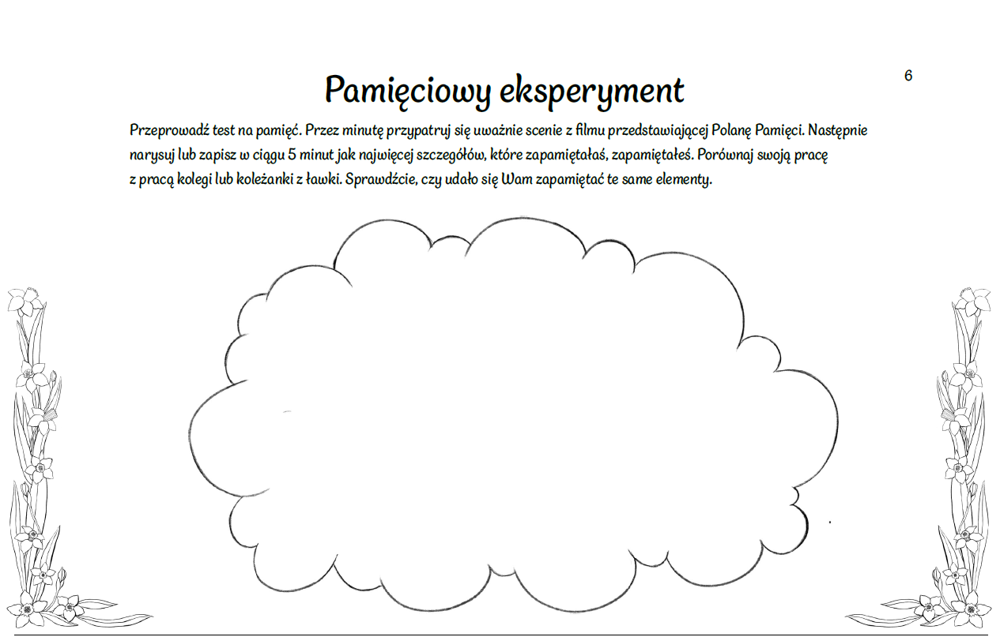 6
Pamięciowy eksperyment
Przeprowadź test na pamięć. Przez minutę przypatruj się uważnie scenie z filmu przedstawiającej Polanę Pamięci. Następnie
narysuj lub zapisz w ciągu 5 minut jak najwięcej szczegółów, które zapamiętałaś, zapamiętałeś. Porównaj swoją pracę
z pracą kolegi lub koleżanki z ławki. Sprawdźcie, czy udało się Wam zapamiętać te same elementy.